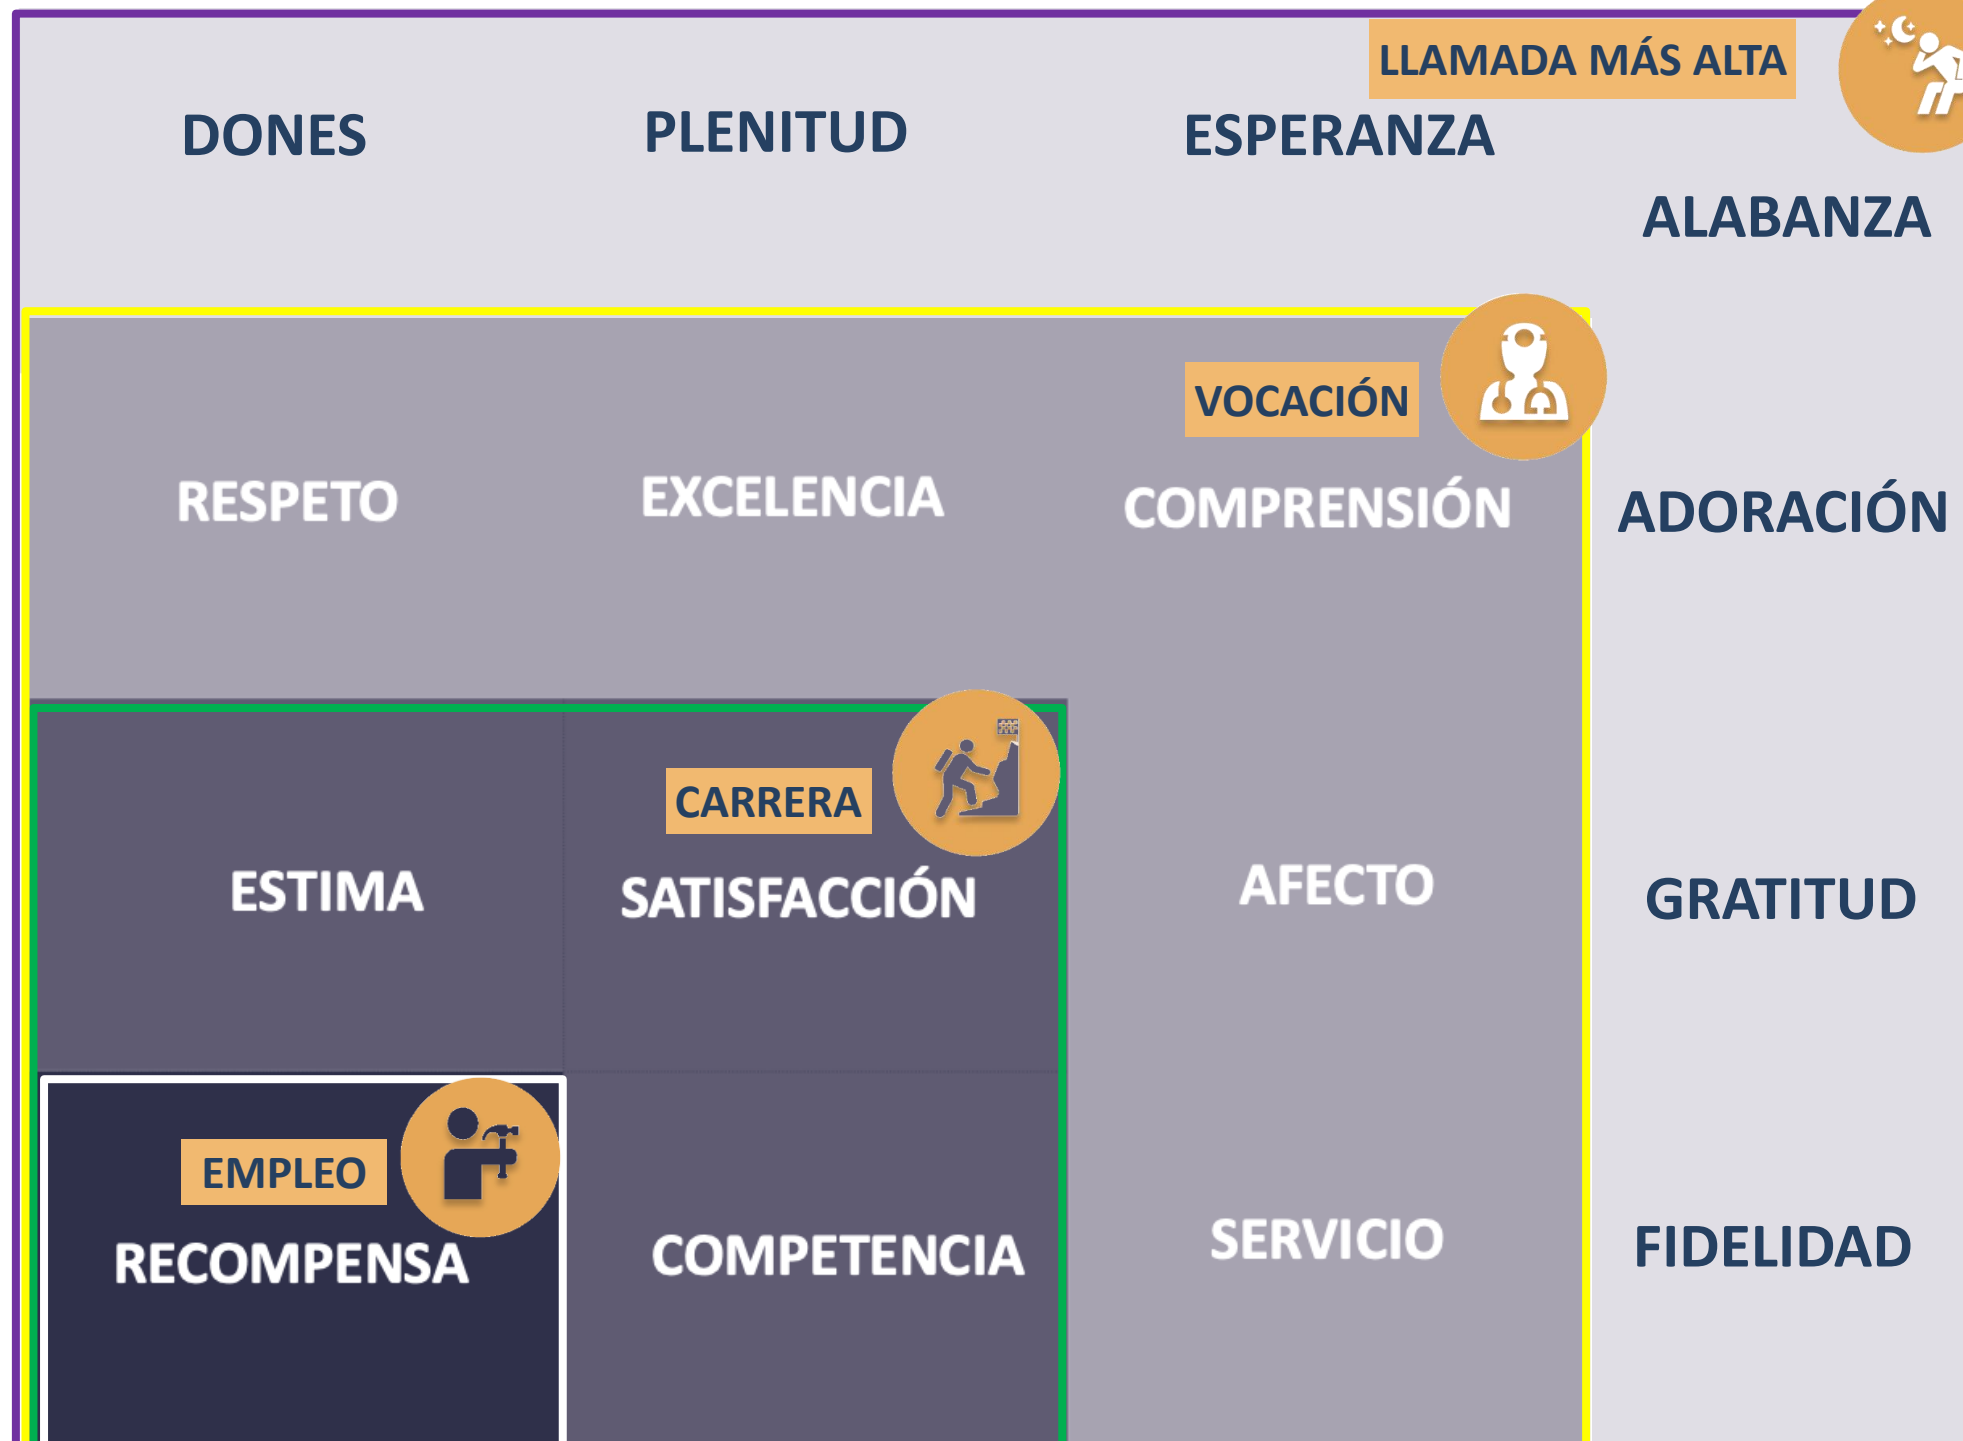 LLAMADA MÁS ALTA
DONES
PLENITUD
ESPERANZA
ALABANZA
VOCACIÓN
RESPETO
EXCELENCIA
COMPRENSIÓN
ADORACIÓN
CARRERA
ESTIMA
SATISFACCIÓN
AFECTO
GRATITUD
EMPLEO
RECOMPENSA
COMPETENCIA
SERVICIO
FIDELIDAD